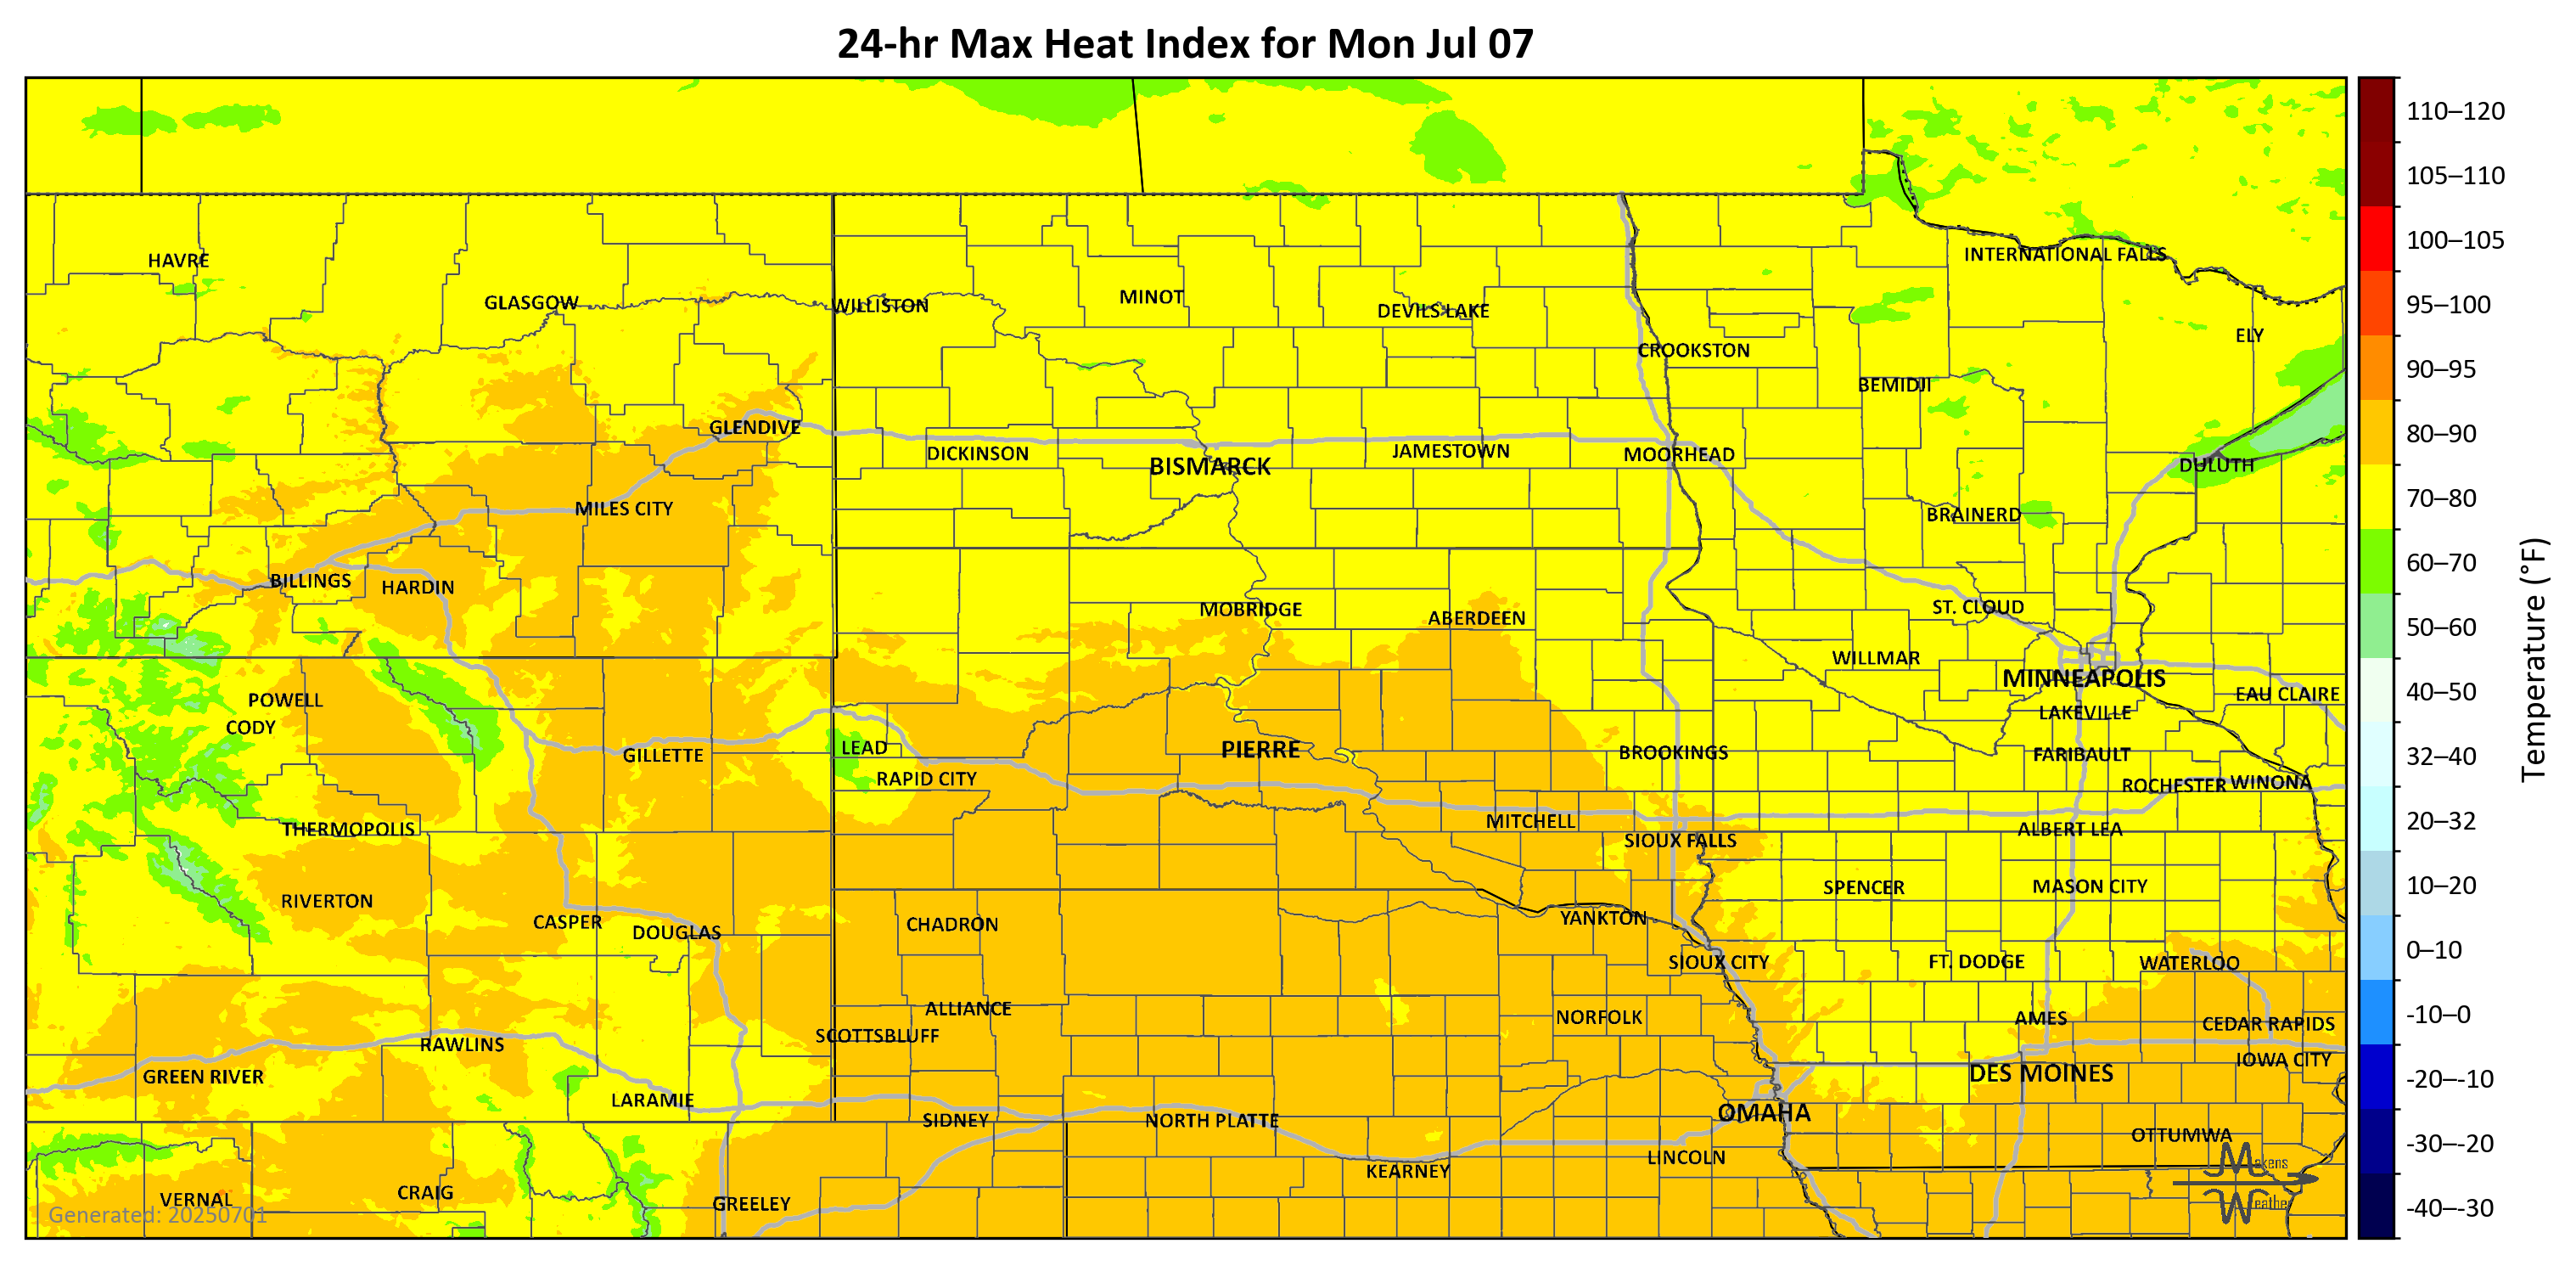 24-hr Max Heat Index for Mon Jul 07
110–120
105–110
100–105
95–100
90–95
80–90
70–80
60–70
50–60
40–50
32–40
20–32
10–20
0–10
-10–0
-20–-10
-30–-20
-40–-30
Temperature (°F)
HAVRE
INTERNATIONAL FALLS
GLASGOW
WILLISTON
MINOT
DEVILS LAKE
ELY
CROOKSTON
BEMIDJI
GLENDIVE
DICKINSON
BISMARCK
JAMESTOWN
MOORHEAD
DULUTH
MILES CITY
BRAINERD
BILLINGS
HARDIN
MOBRIDGE
ABERDEEN
ST. CLOUD
WILLMAR
MINNEAPOLIS
EAU CLAIRE
POWELL
CODY
LAKEVILLE
GILLETTE
LEAD
PIERRE
BROOKINGS
FARIBAULT
RAPID CITY
ROCHESTER
WINONA
THERMOPOLIS
MITCHELL
SIOUX FALLS
ALBERT LEA
RIVERTON
SPENCER
MASON CITY
CASPER
DOUGLAS
CHADRON
YANKTON
SIOUX CITY
FT. DODGE
WATERLOO
ALLIANCE
NORFOLK
AMES
CEDAR RAPIDS
RAWLINS
SCOTTSBLUFF
IOWA CITY
GREEN RIVER
DES MOINES
LARAMIE
SIDNEY
NORTH PLATTE
OMAHA
OTTUMWA
LINCOLN
KEARNEY
VERNAL
CRAIG
GREELEY
Makens
Weather
Generated: 20250701